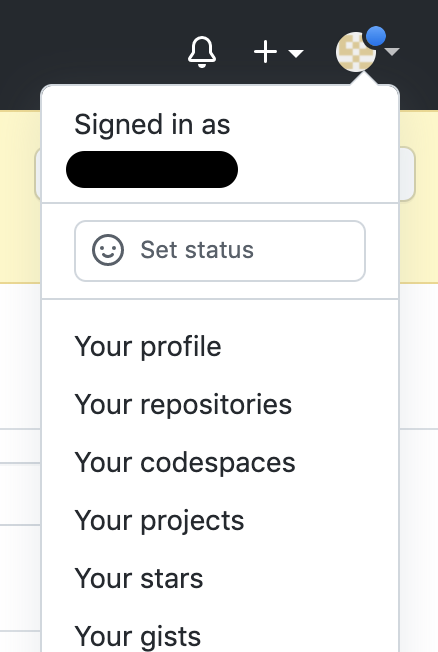 Signed in as
Set status
Your profile
Your repositories
Your codespaces
Your projects
Your stars
Your gists